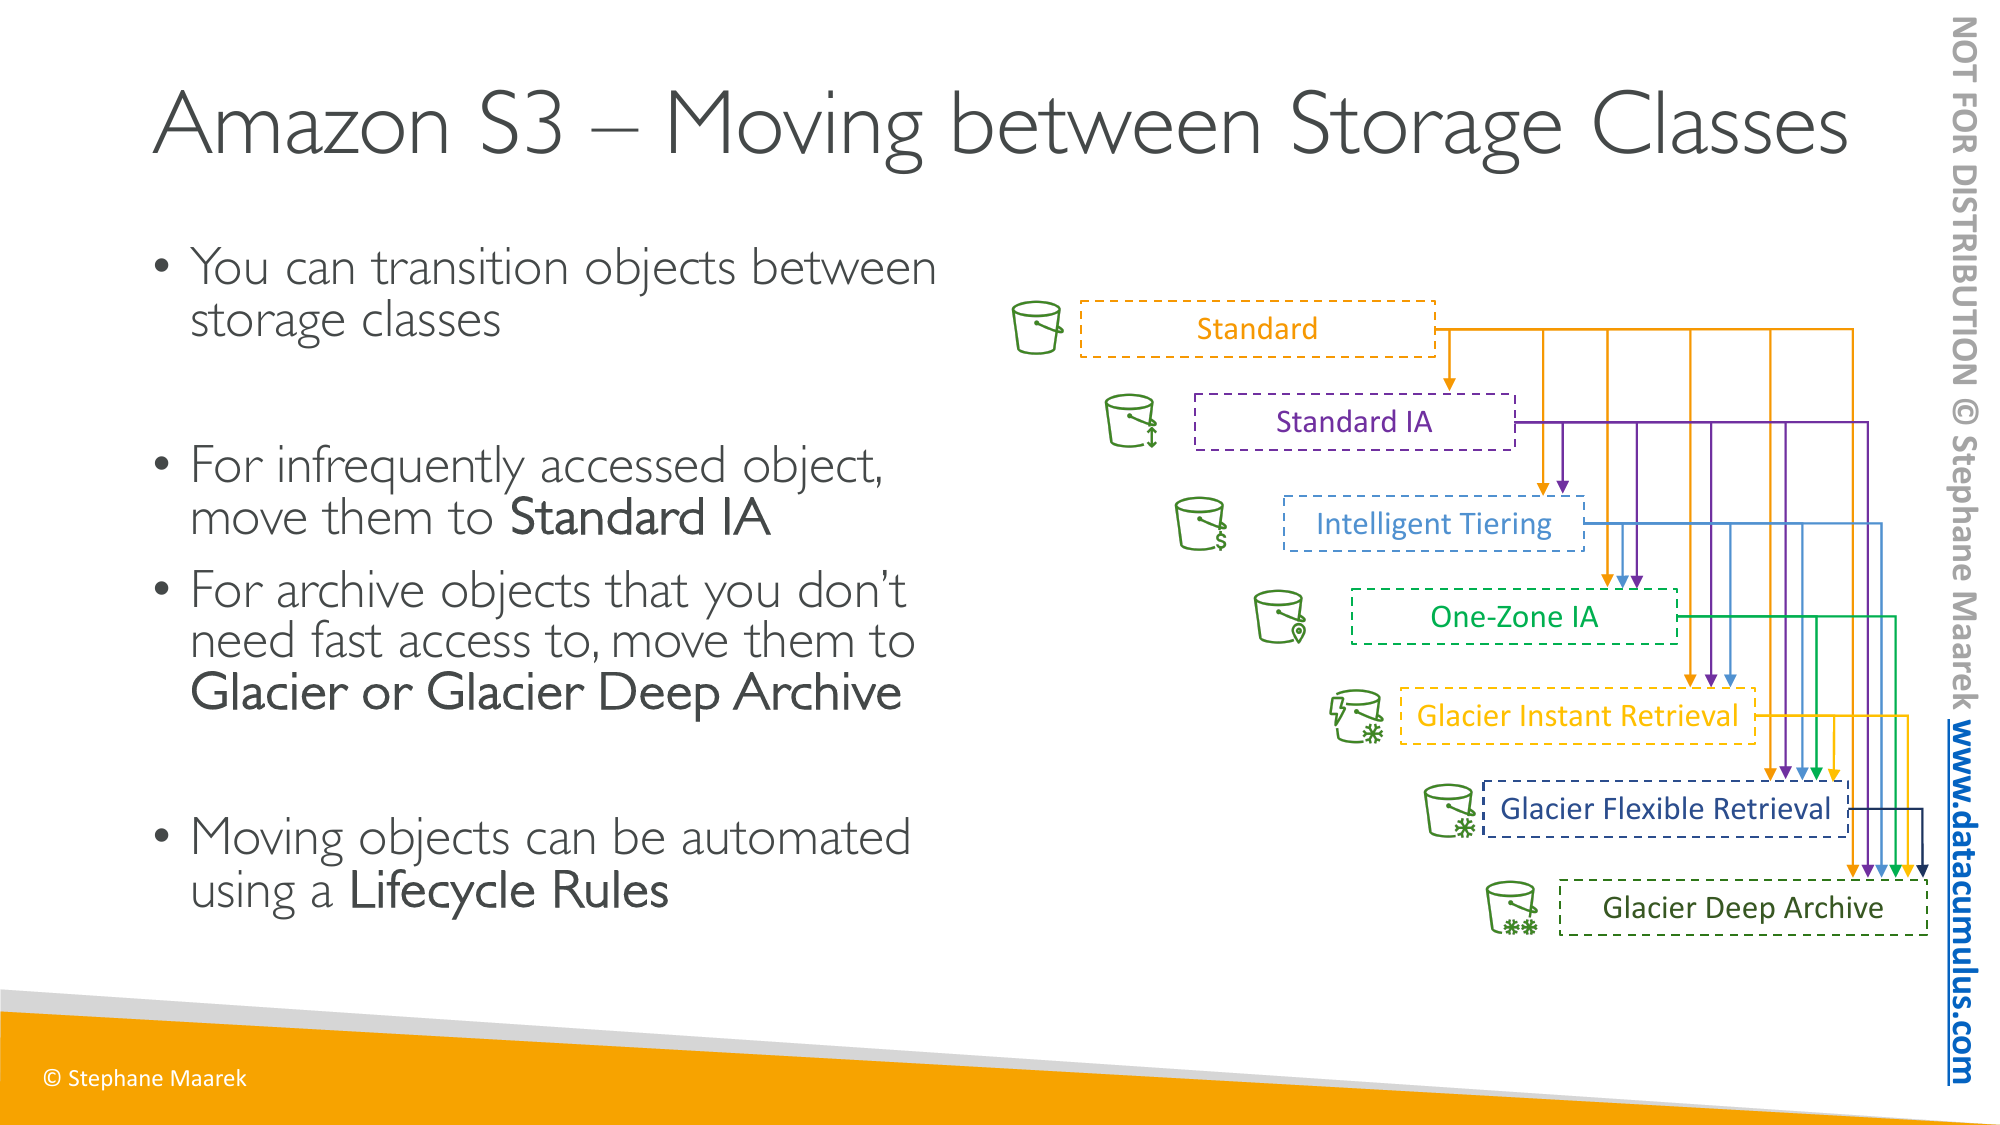 Amazon S3 – Moving between Storage Classes
• You can transition objects between
storage classes
• For infrequently accessed object,
move them to Standard IA
• For archive objects that you don’t
need fast access to, move them to
Glacier or Glacier Deep Archive
• Moving objects can be automated
using a Lifecycle Rules
Standard
Standard IA
Intelligent Tiering
One-Zone IA
Glacier Instant Retrieval
Glacier Flexible Retrieval
Glacier Deep Archive
NOT FOR DISTRIBUTION © Stephane Maarek www.datacumulus.com
© Stephane Maarek